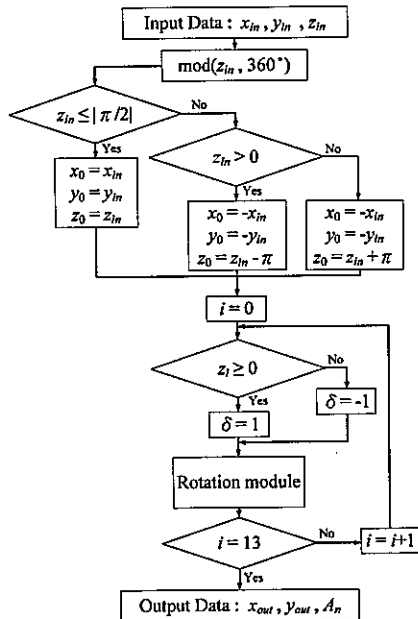 Input Data : x_in , y_in , z_in
mod(z_in , 360°)
z_in ≤ | π /2|
No
Yes
z_in > 0
No
Yes
x_0 = x_in
y_0 = y_in
z_0 = z_in
x_0 = -x_in
y_0 = -y_in
z_0 = z_in - π
x_0 = -x_in
y_0 = -y_in
z_0 = z_in + π
i = 0
z_i ≥ 0
No
Yes
δ = -1
δ = 1
Rotation module
i = 13
No
i = i+1
Yes
Output Data : x_out , y_out , A_n